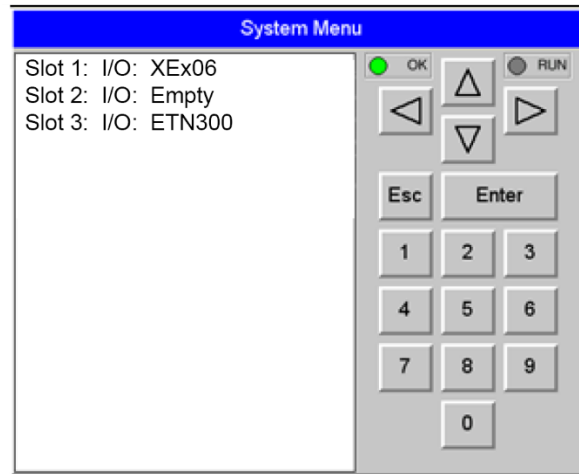 System Menu
Slot 1: I/O: XEx06
Slot 2: I/O: Empty
Slot 3: I/O: ETN300
OK
RUN
Esc
Enter
1
2
3
4
5
6
7
8
9
0